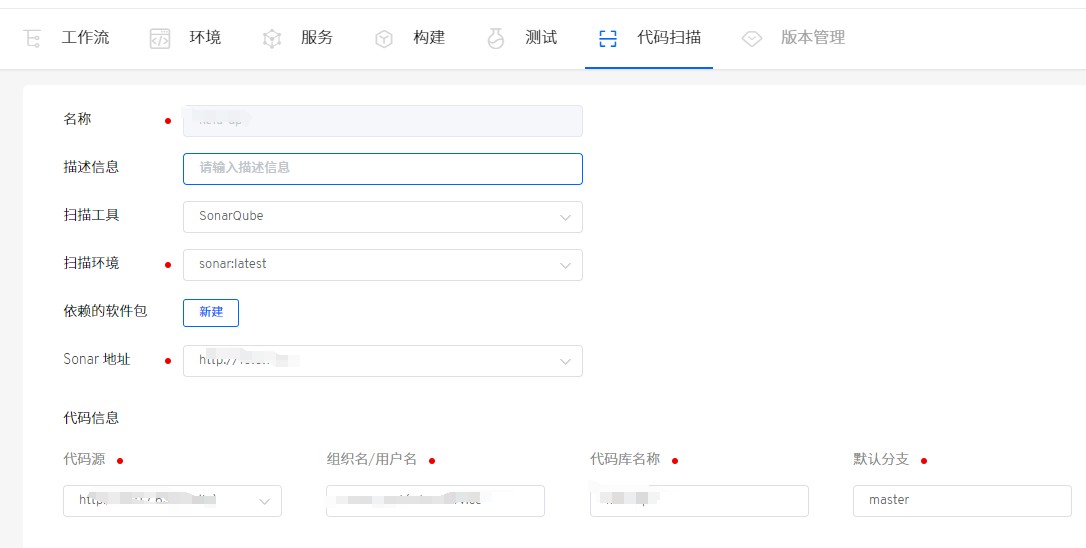 工作流 环境 服务 构建 测试 代码扫描 版本管理
名称
描述信息 请输入描述信息
扫描工具 SonarQube
扫描环境 sonar:latest
依赖的软件包 新建
Sonar 地址 http://
代码信息
代码源 组织名/用户名 代码库名称 默认分支
master